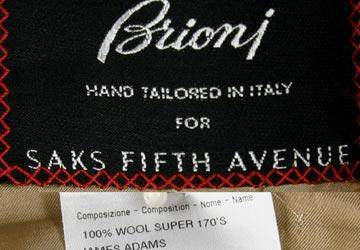 Brioni
HAND TAILORED IN ITALY
FOR
SAKS FIFTH AVENUE
Composizione - Composition - Nome - Name
100% WOOL SUPER 170'S
JAMES ADAMS